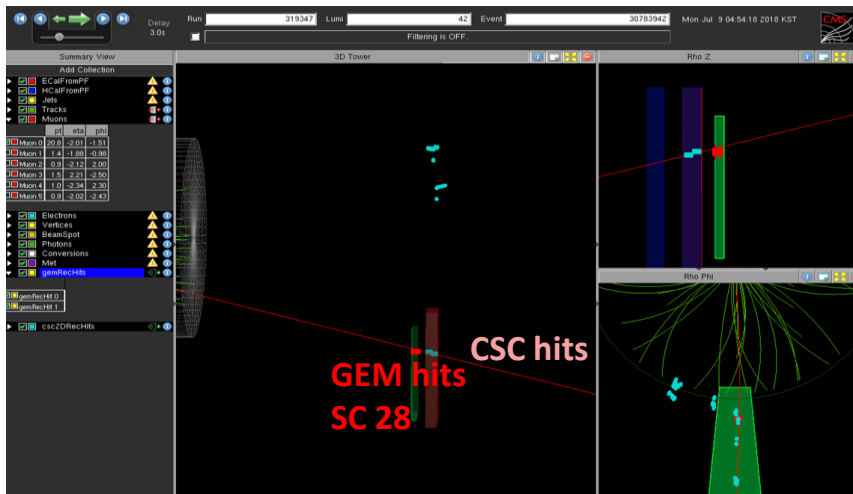 Delay
3.0s
Run 319347 Lumi 42 Event 30783942 Mon Jul 9 04:54:18 2018 KST
Filtering is OFF.
CMS
Summary View
Add Collection
ECalFromPF
HCalFromPF
Jets
Tracks
Muons
pt eta phi
Muon 0 20.8 -2.01 -1.51
Muon 1 1.4 -1.88 -0.98
Muon 2 0.9 -2.12 2.00
Muon 3 1.5 2.21 -2.50
Muon 4 1.0 -2.34 2.30
Muon 5 0.9 -2.02 -2.43
Electrons
Vertices
BeamSpot
Photons
Conversions
Met
gemRecHits
gemRecHit 0
gemRecHit 1
csc2DRecHits
3D Tower
CSC hits
GEM hits
SC 28
Rho Z
Rho Phi